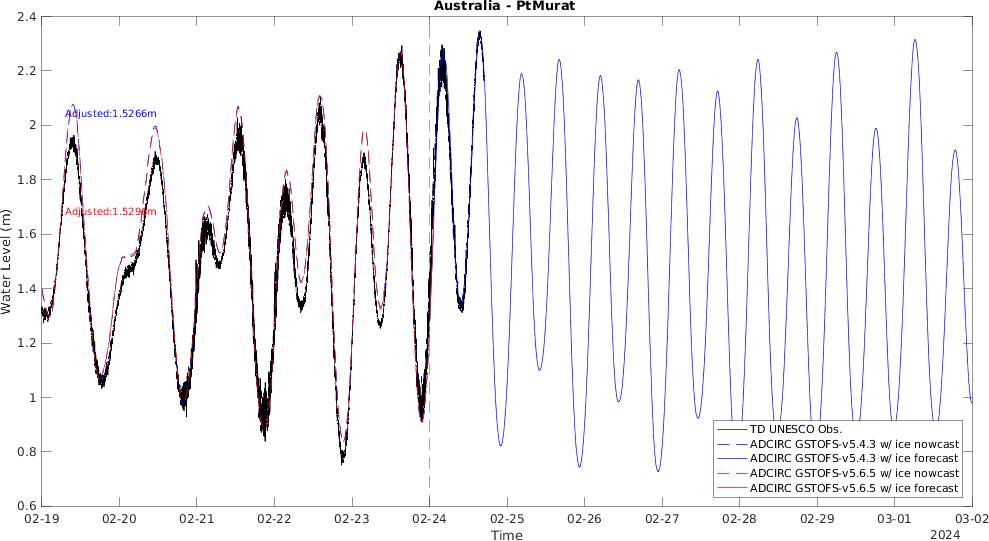 Australia - PtMurat
2.4
2.2
2
1.8
1.6
1.4
1.2
1
0.8
0.6
Water Level (m)
Adjusted:1.5266m
Adjusted:1.5296m
TD UNESCO Obs.
ADCIRC GSTOFS-v5.4.3 w/ ice nowcast
ADCIRC GSTOFS-v5.4.3 w/ ice forecast
ADCIRC GSTOFS-v5.6.5 w/ ice nowcast
ADCIRC GSTOFS-v5.6.5 w/ ice forecast
02-19 02-20 02-21 02-22 02-23 02-24 02-25 02-26 02-27 02-28 02-29 03-01 03-02
Time
2024